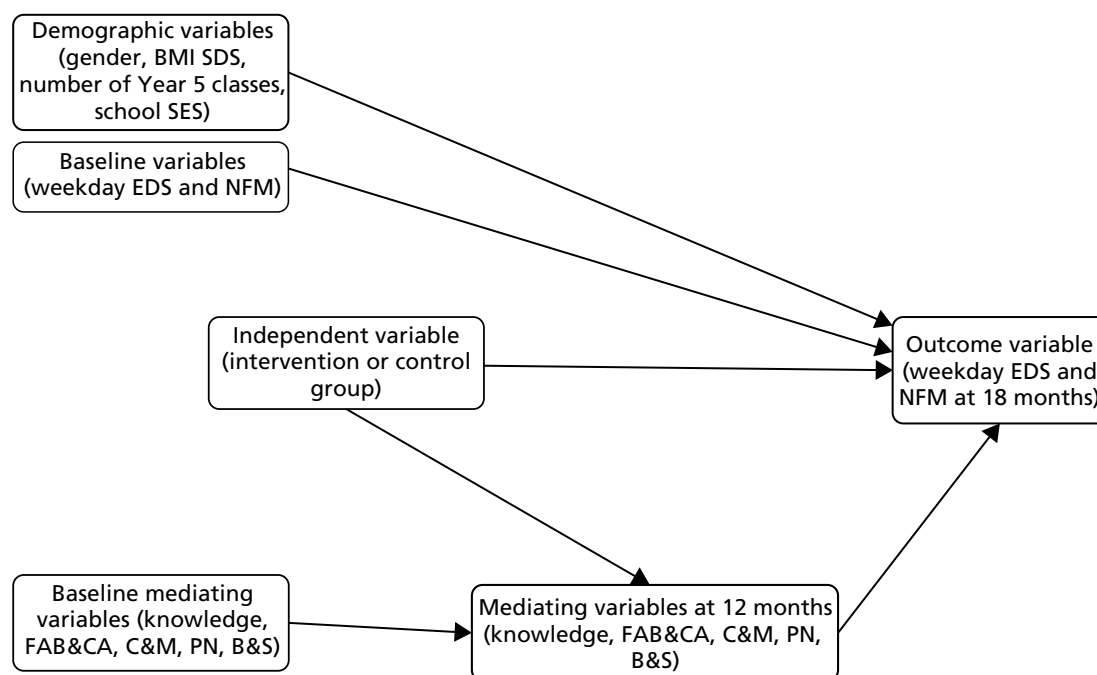 Demographic variables
(gender, BMI SDS,
number of Year 5 classes,
school SES)
Baseline variables
(weekday EDS and NFM)
Independent variable
(intervention or control
group)
Outcome variable
(weekday EDS and
NFM at 18 months)
Baseline mediating
variables (knowledge,
FAB&CA, C&M, PN, B&S)
Mediating variables at 12 months
(knowledge, FAB&CA, C&M, PN,
B&S)